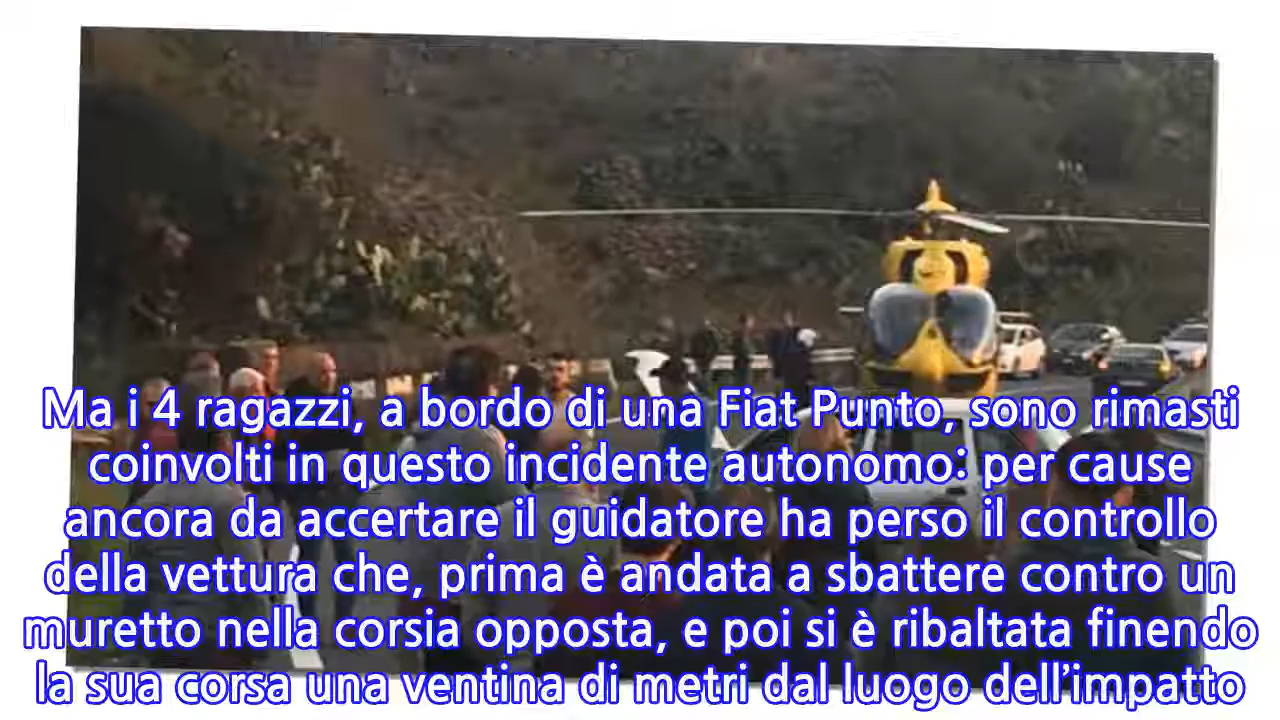 Ma i 4 ragazzi, a bordo di una Fiat Punto, sono rimasti
coinvolti in questo incidente autonomo: per cause
ancora da accertare il guidatore ha perso il controllo
della vettura che, prima è andata a sbattere contro un
muretto nella corsia opposta, e poi si è ribaltata finendo
la sua corsa una ventina di metri dal luogo dell’impatto